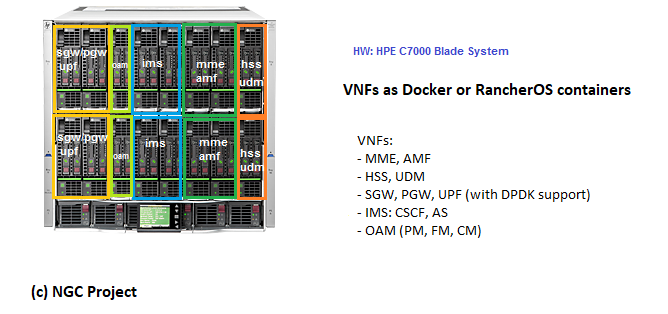 HW: HPE C7000 Blade System
VNFs as Docker or RancherOS containers
sgw/pgw
upf
oam
ims
mme
amf
hss
udm
sgw/pgw
upf
oam
ims
mme
amf
hss
udm
VNFs:
- MME, AMF
- HSS, UDM
- SGW, PGW, UPF (with DPDK support)
- IMS: CSCF, AS
- OAM (PM, FM, CM)
(c) NGC Project